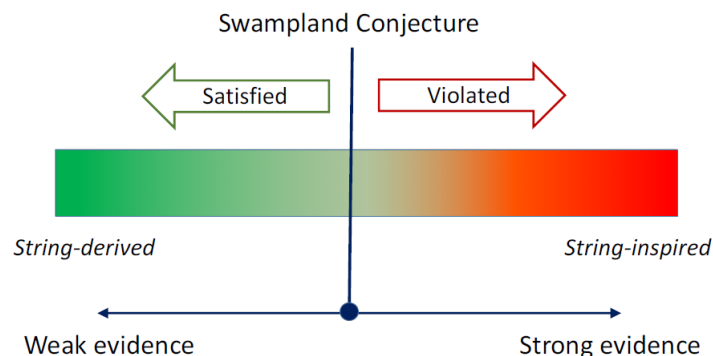 Swampland Conjecture
Satisfied
Violated
String-derived
String-inspired
Weak evidence
Strong evidence